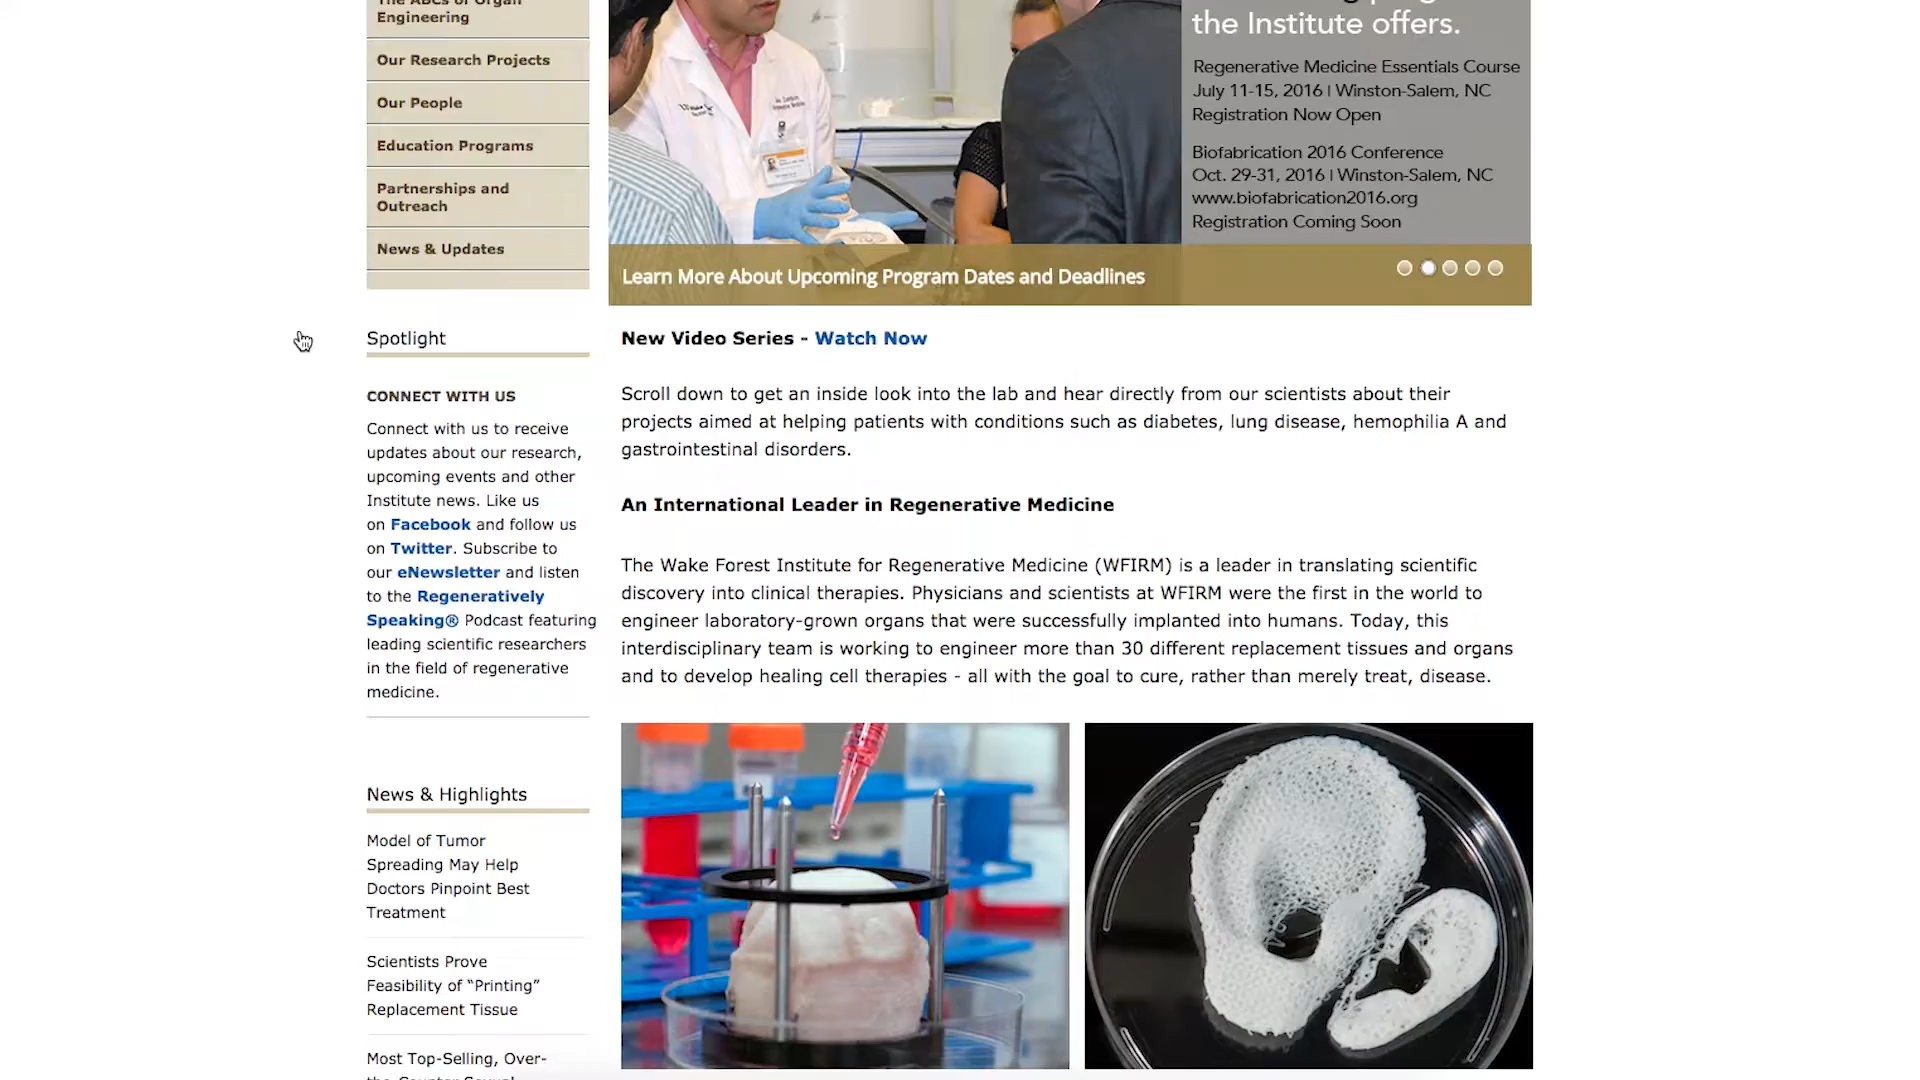 The ABCs of Organ
Engineering
Our Research Projects
Our People
Education Programs
Partnerships and
Outreach
News & Updates
the Institute offers.
Regenerative Medicine Essentials Course
July 11-15, 2016 | Winston-Salem, NC
Registration Now Open
Biofabrication 2016 Conference
Oct. 29-31, 2016 | Winston-Salem, NC
www.biofabrication2016.org
Registration Coming Soon
Learn More About Upcoming Program Dates and Deadlines
Spotlight
CONNECT WITH US
Connect with us to receive
updates about our research,
upcoming events and other
Institute news. Like us
on Facebook and follow us
on Twitter. Subscribe to
our eNewsletter and listen
to the Regeneratively
Speaking® Podcast featuring
leading scientific researchers
in the field of regenerative
medicine.
News & Highlights
Model of Tumor
Spreading May Help
Doctors Pinpoint Best
Treatment
Scientists Prove
Feasibility of “Printing”
Replacement Tissue
Most Top-Selling, Over-
New Video Series - Watch Now
Scroll down to get an inside look into the lab and hear directly from our scientists about their
projects aimed at helping patients with conditions such as diabetes, lung disease, hemophilia A and
gastrointestinal disorders.
An International Leader in Regenerative Medicine
The Wake Forest Institute for Regenerative Medicine (WFIRM) is a leader in translating scientific
discovery into clinical therapies. Physicians and scientists at WFIRM were the first in the world to
engineer laboratory-grown organs that were successfully implanted into humans. Today, this
interdisciplinary team is working to engineer more than 30 different replacement tissues and organs
and to develop healing cell therapies - all with the goal to cure, rather than merely treat, disease.